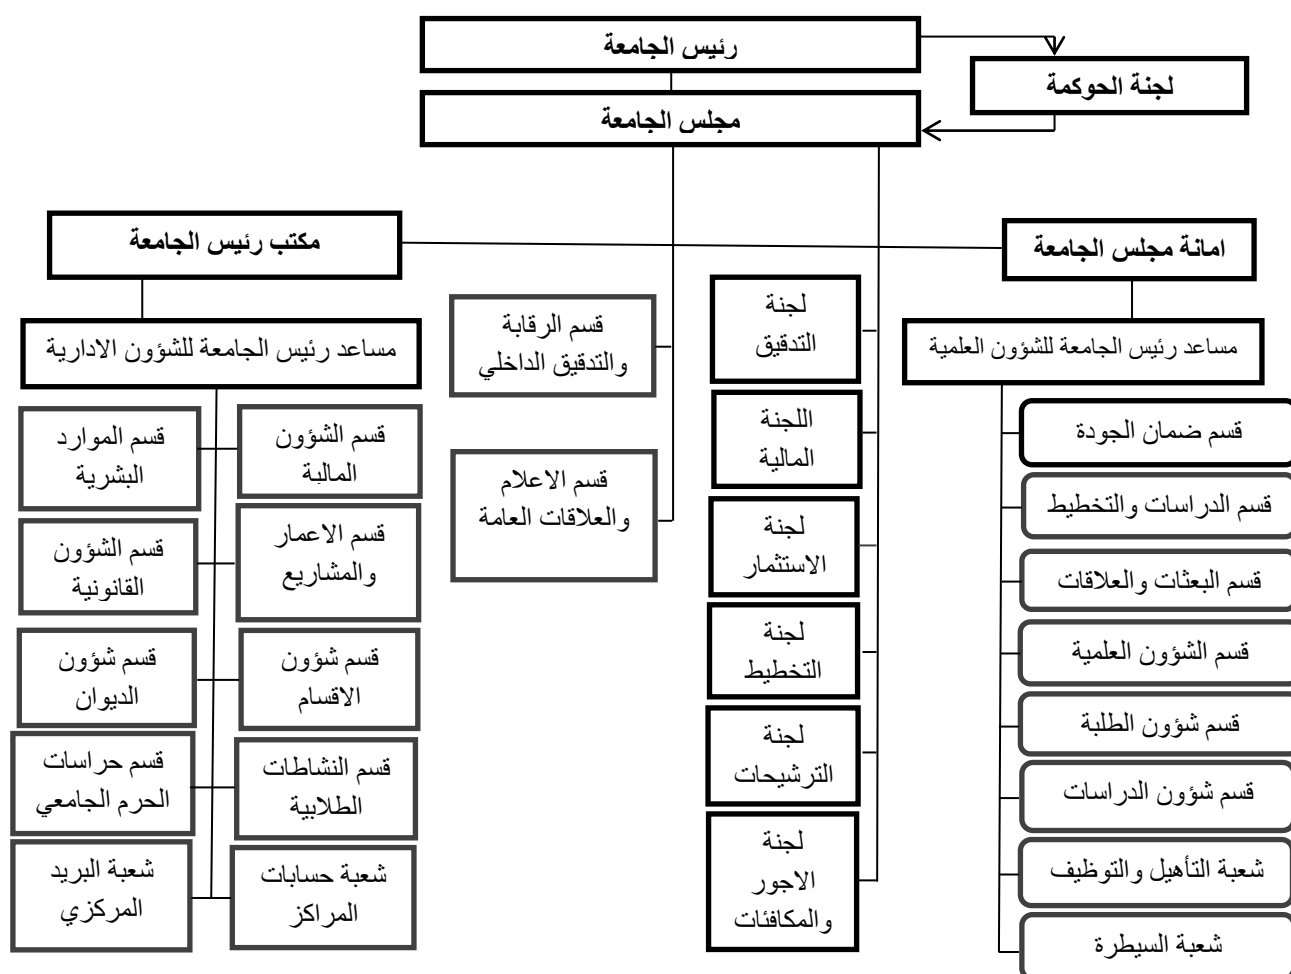 رئيس الجامعة
لجنة الحوكمة
مجلس الجامعة
امانة مجلس الجامعة
مكتب رئيس الجامعة
مساعد رئيس الجامعة للشؤون العلمية
قسم ضمان الجودة
قسم الدراسات والتخطيط
قسم البعثات والعلاقات
قسم الشؤون العلمية
قسم شؤون الطلبة
قسم شؤون الدراسات
شعبة التأهيل والتوظيف
شعبة السيطرة
لجنة
التدقيق
اللجنة
المالية
لجنة
الاستثمار
لجنة
التخطيط
لجنة
الترشيحات
لجنة
الاجور
والمكافئات
قسم الرقابة
والتدقيق الداخلي
قسم الاعلام
والعلاقات العامة
مساعد رئيس الجامعة للشؤون الادارية
قسم الشؤون
المالبة
قسم الاعمار
والمشاريع
قسم شؤون
الاقسام
قسم النشاطات
الطلابية
شعبة حسابات
المراكز
قسم الموارد
البشرية
قسم الشؤون
القانونية
قسم شؤون
الديوان
قسم حراسات
الحرم الجامعي
شعبة البريد
المركزي